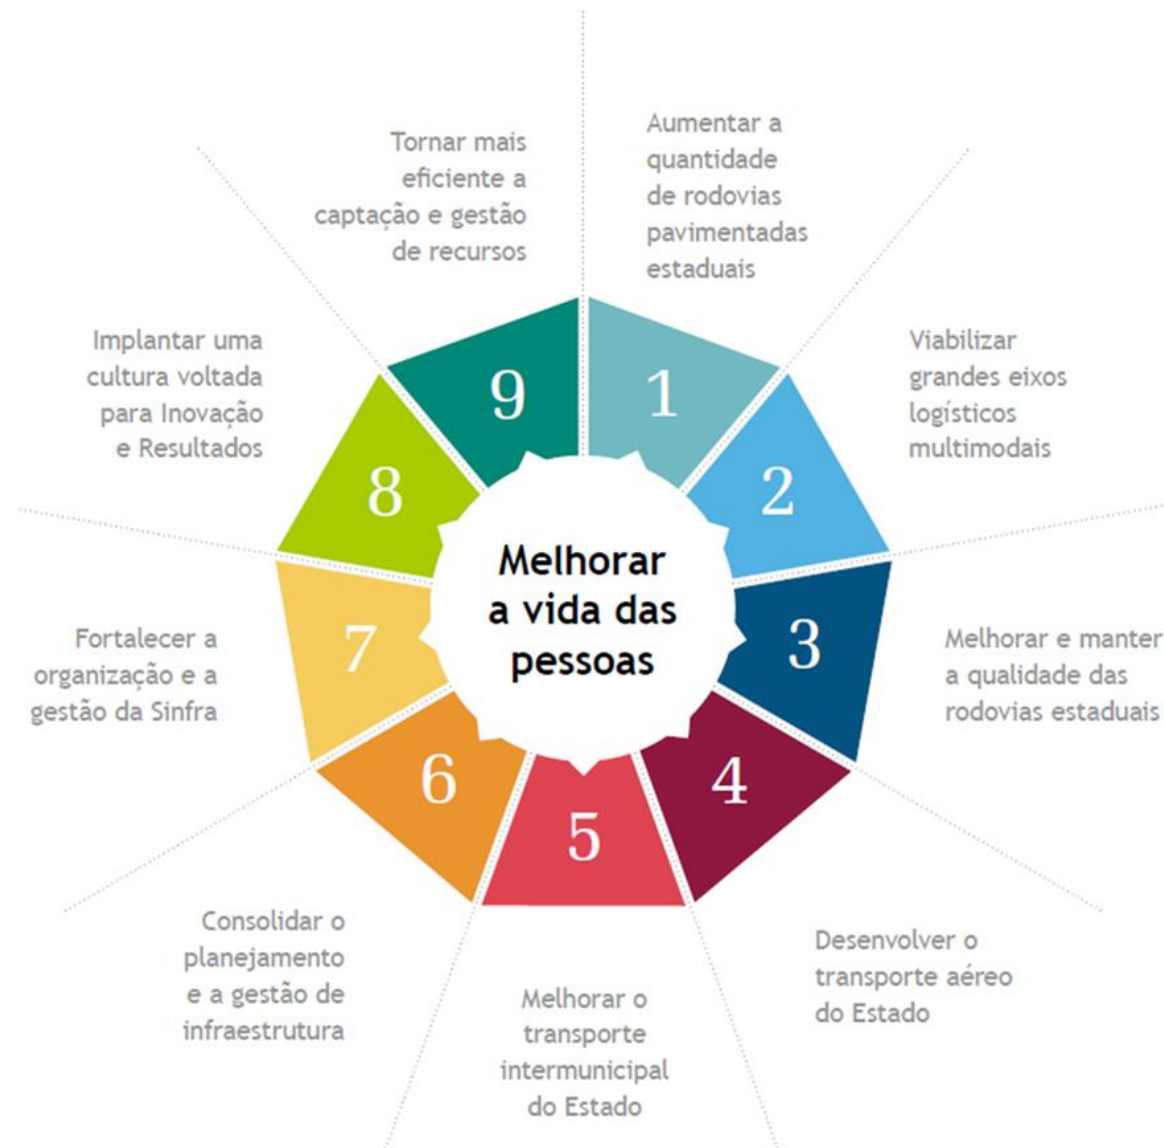 Melhorar
a vida das
pessoas
1
Aumentar a
quantidade
de rodovias
pavimentadas
estaduais
2
Viabilizar
grandes eixos
logísticos
multimodais
3
Melhorar e manter
a qualidade das
rodovias estaduais
4
Desenvolver o
transporte aéreo
do Estado
5
Melhorar o
transporte
intermunicipal
do Estado
6
Consolidar o
planejamento
e a gestão de
infraestrutura
7
Fortalecer a
organização e a
gestão da Sinfra
8
Implantar uma
cultura voltada
para Inovação
e Resultados
9
Tornar mais
eficiente a
captação e gestão
de recursos